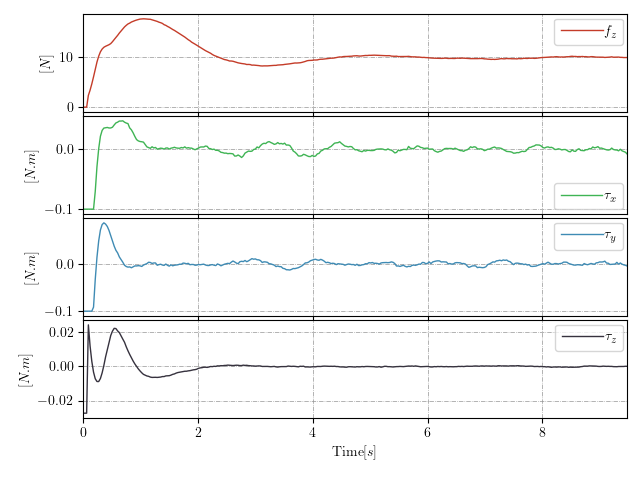 10
0
[N]
f_z
0.0
−0.1
[N.m]
τ_x
0.0
−0.1
[N.m]
τ_y
0.02
0.00
−0.02
[N.m]
τ_z
0 2 4 6 8
Time[s]